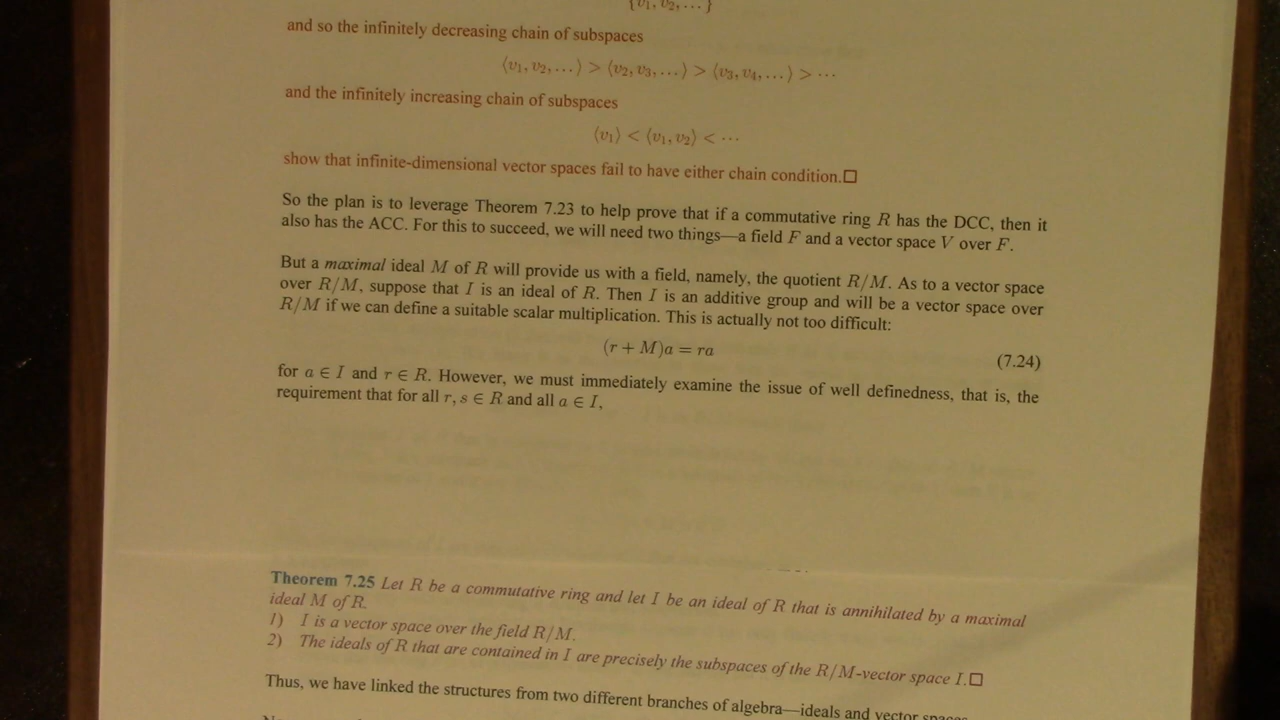 {v₁, v₂, ...}
and so the infinitely decreasing chain of subspaces
⟨v₁, v₂, ...⟩ > ⟨v₂, v₃, ...⟩ > ⟨v₃, v₄, ...⟩ > ⋯
and the infinitely increasing chain of subspaces
⟨v₁⟩ < ⟨v₁, v₂⟩ < ⋯
show that infinite-dimensional vector spaces fail to have either chain condition.□
So the plan is to leverage Theorem 7.23 to help prove that if a commutative ring R has the DCC, then it
also has the ACC. For this to succeed, we will need two things—a field F and a vector space V over F.
But a maximal ideal M of R will provide us with a field, namely, the quotient R/M. As to a vector space
over R/M, suppose that I is an ideal of R. Then I is an additive group and will be a vector space over
R/M if we can define a suitable scalar multiplication. This is actually not too difficult:
(r + M)a = ra (7.24)
for a ∈ I and r ∈ R. However, we must immediately examine the issue of well definedness, that is, the
requirement that for all r, s ∈ R and all a ∈ I,
Theorem 7.25 Let R be a commutative ring and let I be an ideal of R that is annihilated by a maximal
ideal M of R.
1) I is a vector space over the field R/M.
2) The ideals of R that are contained in I are precisely the subspaces of the R/M-vector space I.□
Thus, we have linked the structures from two different branches of algebra—ideals and vector spaces.